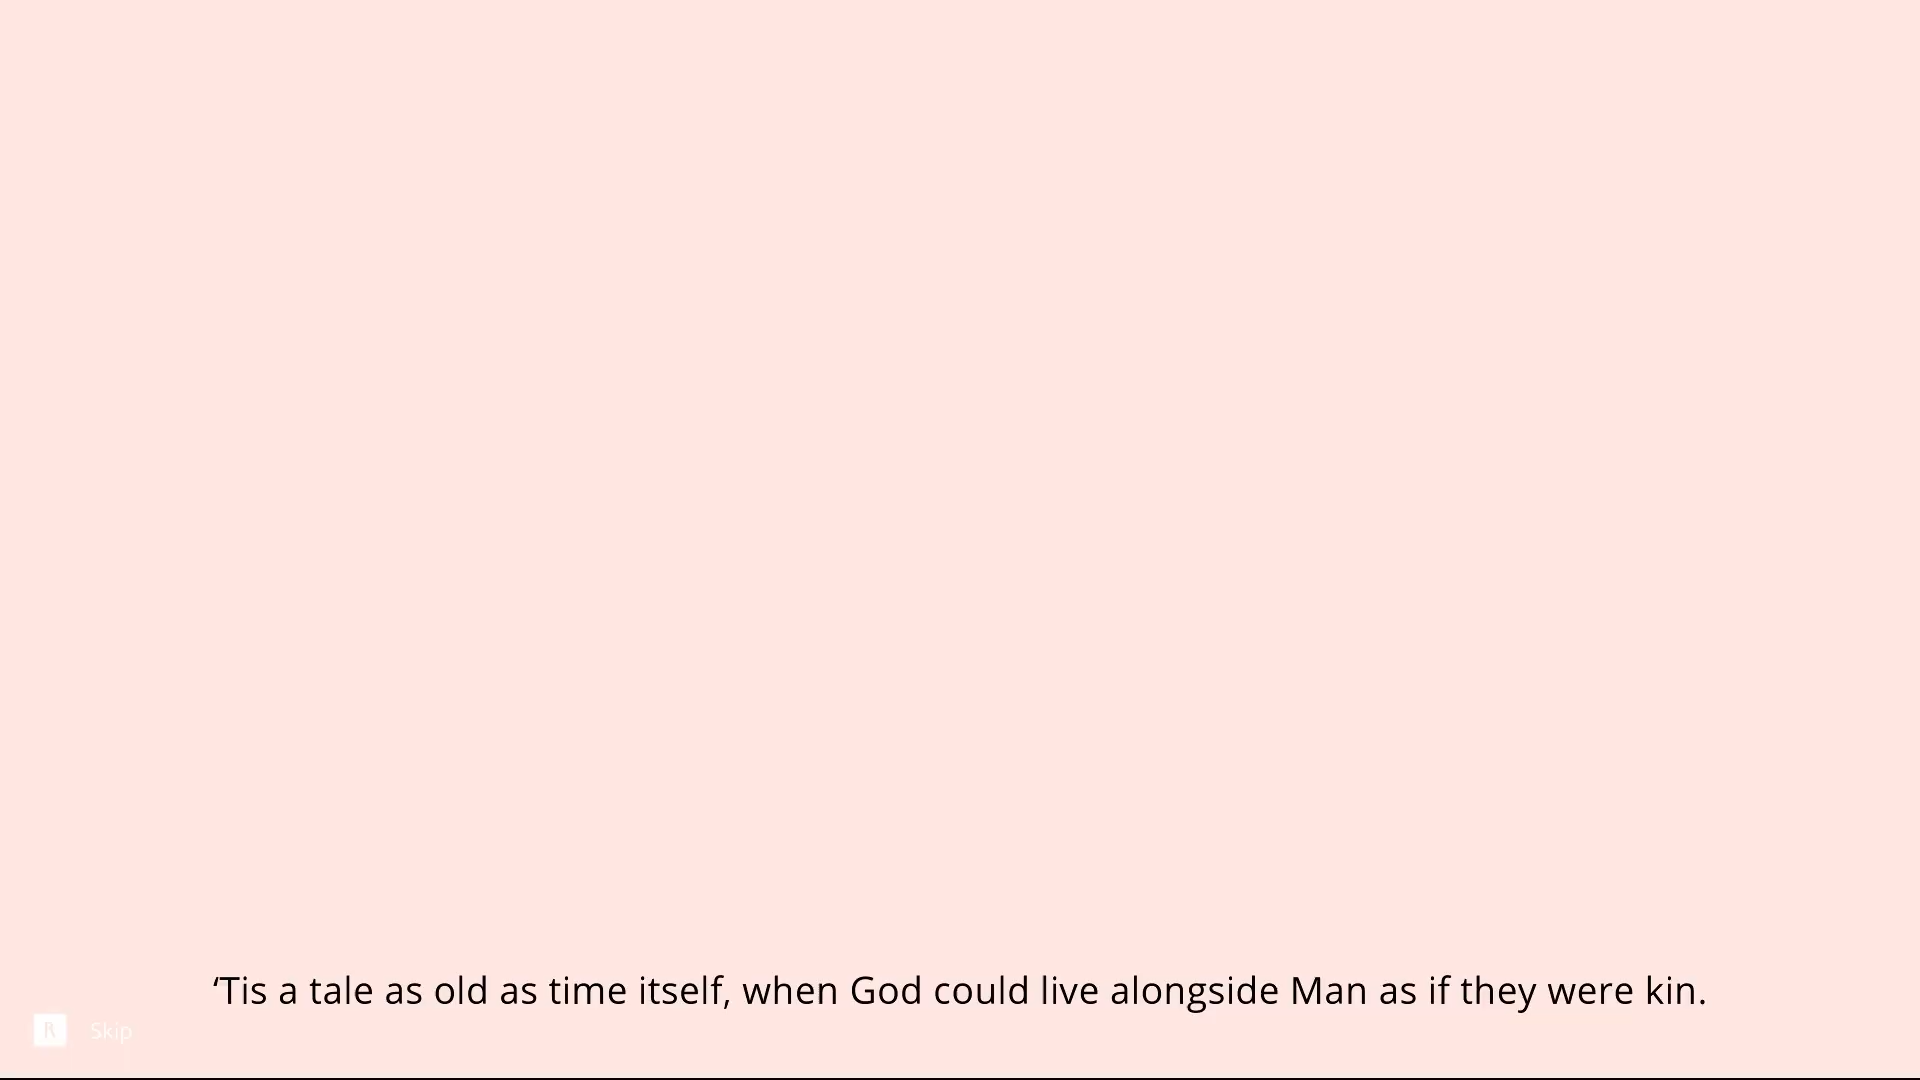 ‘Tis a tale as old as time itself, when God could live alongside Man as if they were kin.
R Skip